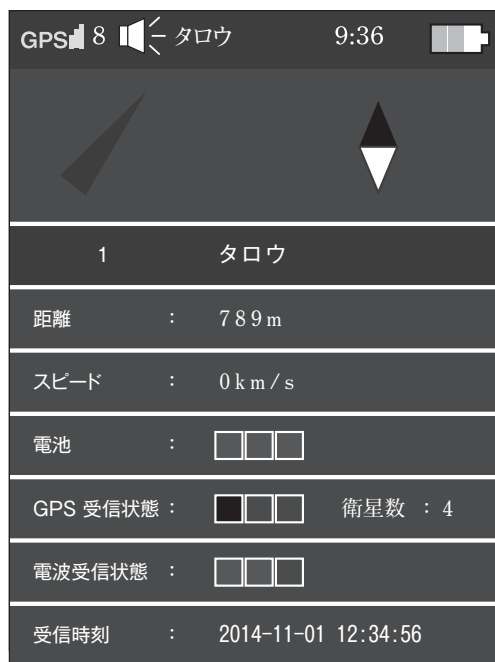 GPS 8 タロウ 9:36
1 タロウ
距離 : 789m
スピード : 0km/s
電池 :
GPS 受信状態 : 衛星数 : 4
電波受信状態 :
受信時刻 : 2014-11-01 12:34:56